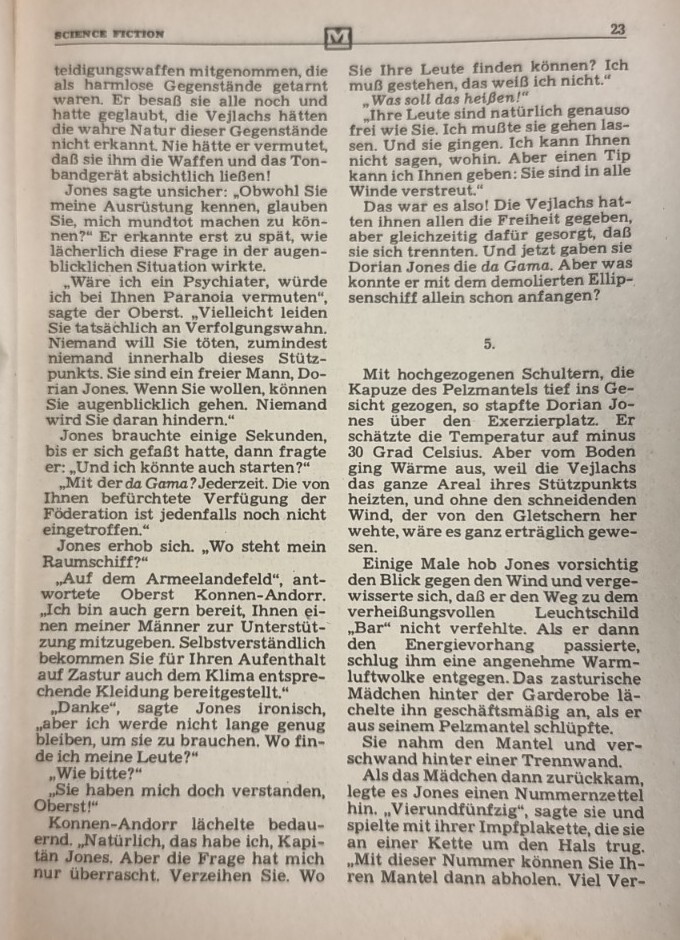 SCIENCE FICTION
M
23
teidigungswaffen mitgenommen, die
als harmlose Gegenstände getarnt
waren. Er besaß sie alle noch und
hatte geglaubt, die Vejlachs hätten
die wahre Natur dieser Gegenstände
nicht erkannt. Nie hätte er vermutet,
daß sie ihm die Waffen und das Ton-
bandgerät absichtlich ließen!
Jones sagte unsicher: „Obwohl Sie
meine Ausrüstung kennen, glauben
Sie, mich mundtot machen zu kön-
nen?“ Er erkannte erst zu spät, wie
lächerlich diese Frage in der augen-
blicklichen Situation wirkte.
„Wäre ich ein Psychiater, würde
ich bei Ihnen Paranoia vermuten“,
sagte der Oberst. „Vielleicht leiden
Sie tatsächlich an Verfolgungswahn.
Niemand will Sie töten, zumindest
niemand innerhalb dieses Stütz-
punkts. Sie sind ein freier Mann, Do-
rian Jones. Wenn Sie wollen, können
Sie augenblicklich gehen. Niemand
wird Sie daran hindern.“
Jones brauchte einige Sekunden,
bis er sich gefaßt hatte, dann fragte
er: „Und ich könnte auch starten?“
„Mit der da Gama? Jederzeit. Die von
Ihnen befürchtete Verfügung der
Föderation ist jedenfalls noch nicht
eingetroffen.“
Jones erhob sich. „Wo steht mein
Raumschiff?“
„Auf dem Armeelandefeld“, ant-
wortete Oberst Konnen-Andorr.
„Ich bin auch gern bereit, Ihnen ei-
nen meiner Männer zur Unterstüt-
zung mitzugeben. Selbstverständlich
bekommen Sie für Ihren Aufenthalt
auf Zastur auch dem Klima entspre-
chende Kleidung bereitgestellt.“
„Danke“, sagte Jones ironisch,
„aber ich werde nicht lange genug
bleiben, um sie zu brauchen. Wo fin-
de ich meine Leute?“
„Wie bitte?“
„Sie haben mich doch verstanden,
Oberst!“
Konnen-Andorr lächelte bedau-
ernd. „Natürlich, das habe ich, Kapi-
tän Jones. Aber die Frage hat mich
nur überrascht. Verzeihen Sie. Wo
Sie Ihre Leute finden können? Ich
muß gestehen, das weiß ich nicht.“
„Was soll das heißen!“
„Ihre Leute sind natürlich genauso
frei wie Sie. Ich mußte sie gehen las-
sen. Und sie gingen. Ich kann Ihnen
nicht sagen, wohin. Aber einen Tip
kann ich Ihnen geben: Sie sind in alle
Winde verstreut.“
Das war es also! Die Vejlachs hat-
ten ihnen allen die Freiheit gegeben,
aber gleichzeitig dafür gesorgt, daß
sie sich trennten. Und jetzt gaben sie
Dorian Jones die da Gama. Aber was
konnte er mit dem demolierten Ellip-
senschiff allein schon anfangen?
5.
Mit hochgezogenen Schultern, die
Kapuze des Pelzmantels tief ins Ge-
sicht gezogen, so stapfte Dorian Jo-
nes über den Exerzierplatz. Er
schätzte die Temperatur auf minus
30 Grad Celsius. Aber vom Boden
ging Wärme aus, weil die Vejlachs
das ganze Areal ihres Stützpunkts
heizten, und ohne den schneidenden
Wind, der von den Gletschern her
wehte, wäre es ganz erträglich gewe-
sen.
Einige Male hob Jones vorsichtig
den Blick gegen den Wind und verge-
wisserte sich, daß er den Weg zu dem
verheißungsvollen Leuchtschild
„Bar“ nicht verfehlte. Als er dann
den Energievorhang passierte,
schlug ihm eine angenehme Warm-
luftwolke entgegen. Das zasturische
Mädchen hinter der Garderobe lä-
chelte ihn geschäftsmäßig an, als er
aus seinem Pelzmantel schlüpfte.
Sie nahm den Mantel und ver-
schwand hinter einer Trennwand.
Als das Mädchen dann zurückkam,
legte es Jones einen Nummernzettel
hin. „Vierundfünfzig“, sagte sie und
spielte mit ihrer Impfplakette, die sie
an einer Kette um den Hals trug.
„Mit dieser Nummer können Sie Ih-
ren Mantel dann abholen. Viel Ver-